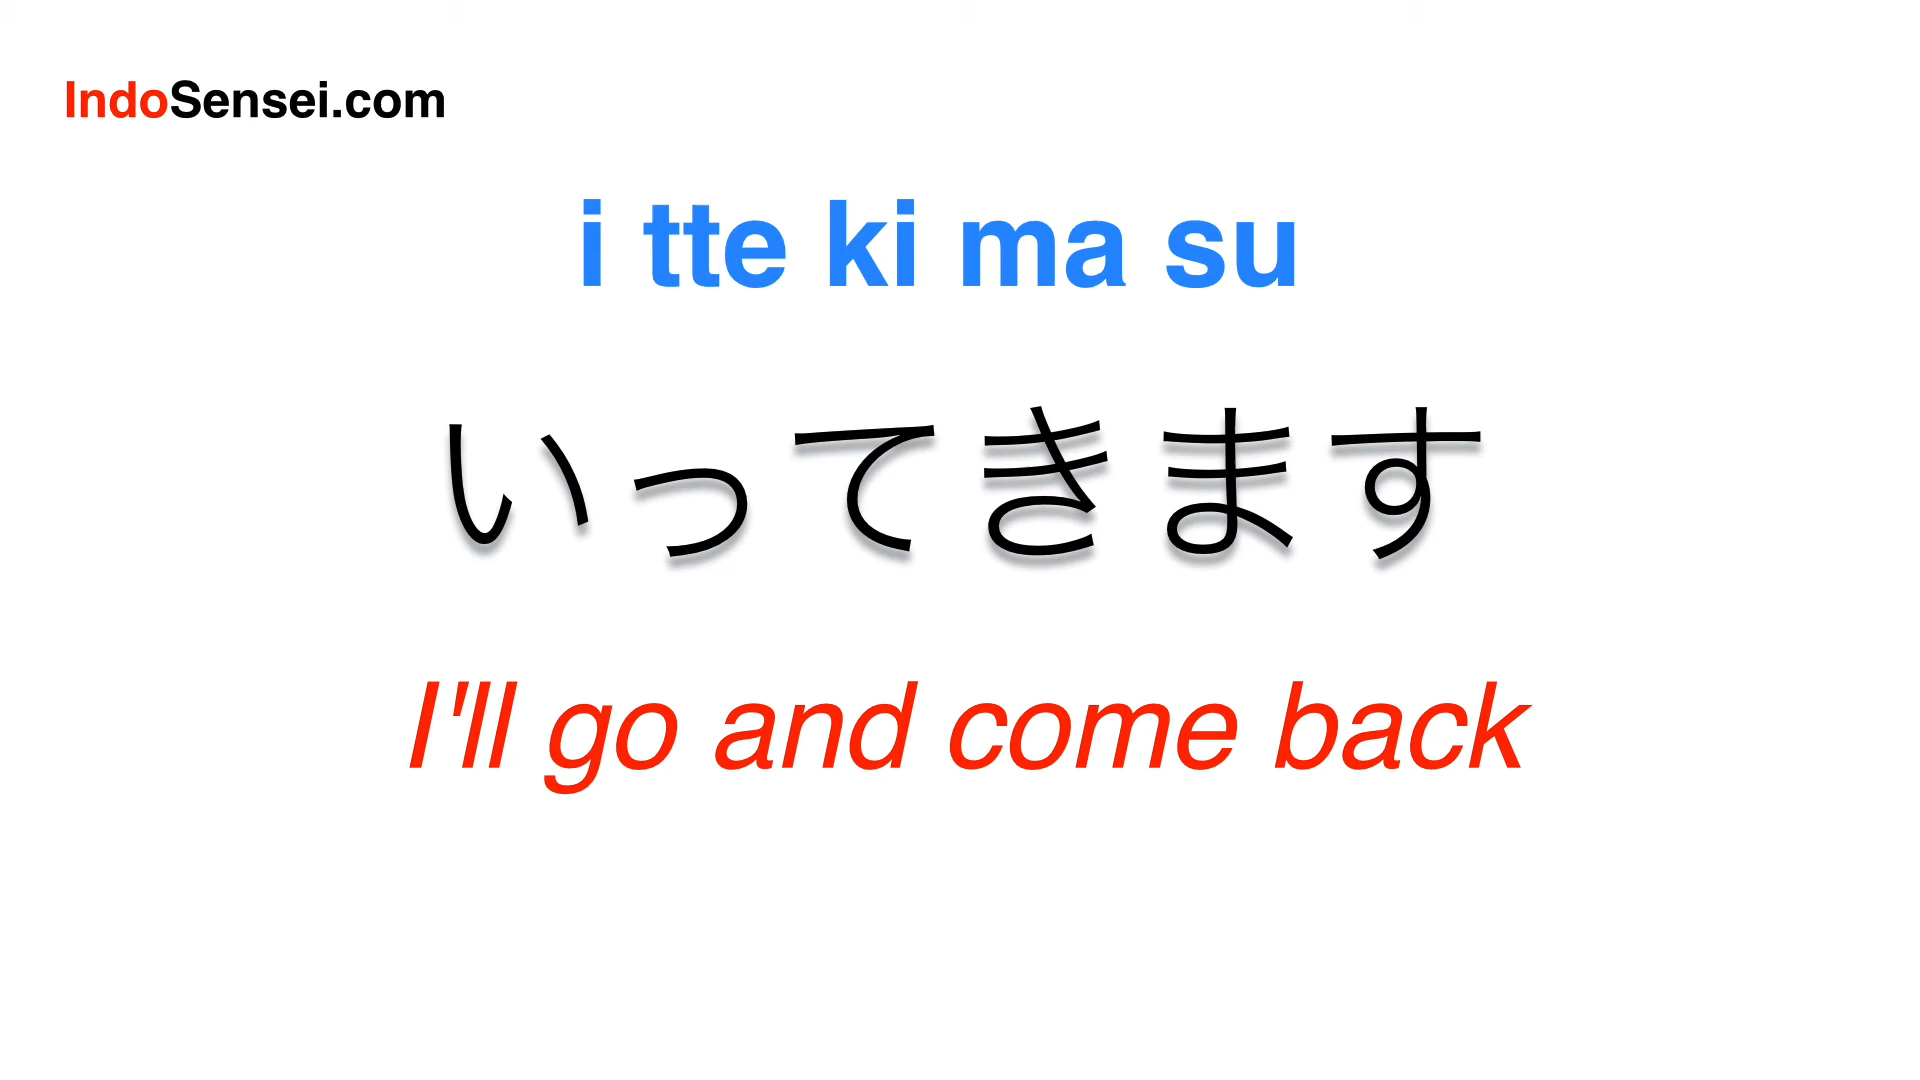 IndoSensei.com
i tte ki ma su
いってきます
I'll go and come back